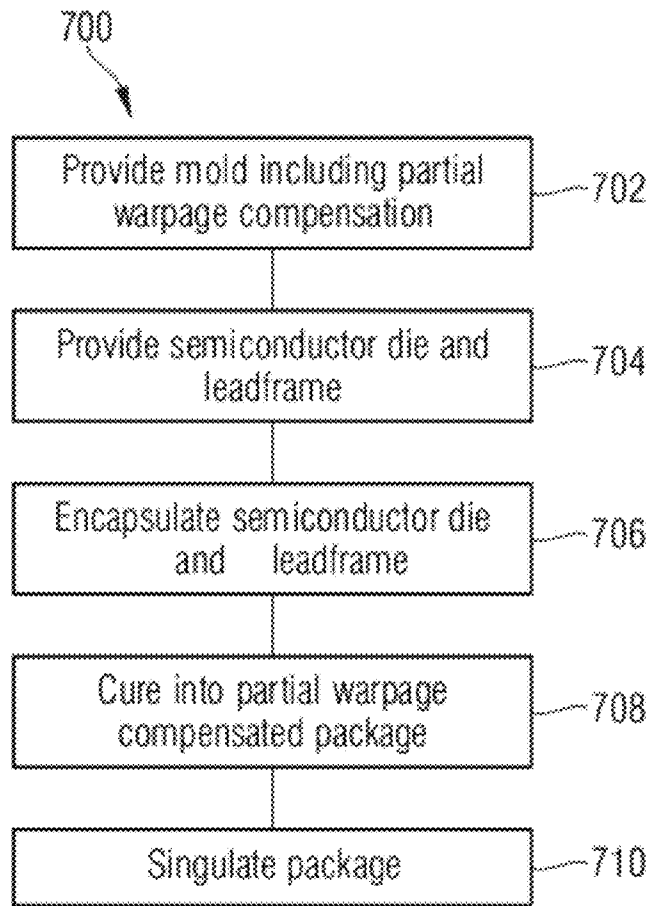 700
Provide mold including partial
warpage compensation
702
Provide semiconductor die and
leadframe
704
Encapsulate semiconductor die
and leadframe
706
Cure into partial warpage
compensated package
708
Singulate package
710